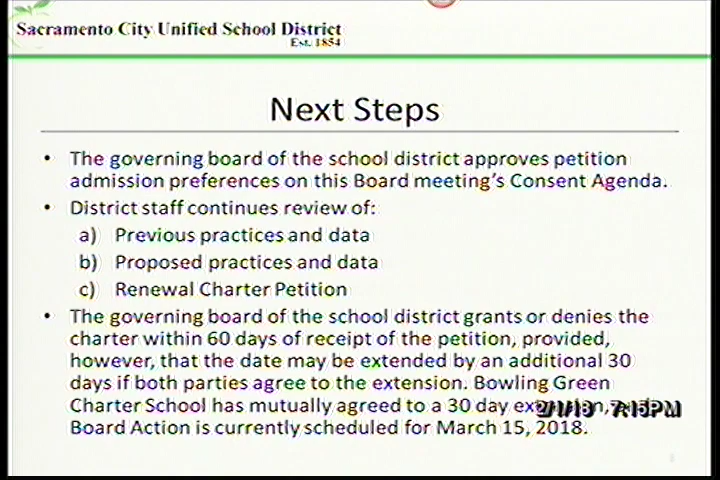 Sacramento City Unified School District
Est. 1854
Next Steps
• The governing board of the school district approves petition
admission preferences on this Board meeting's Consent Agenda.
• District staff continues review of:
a) Previous practices and data
b) Proposed practices and data
c) Renewal Charter Petition
• The governing board of the school district grants or denies the
charter within 60 days of receipt of the petition, provided,
however, that the date may be extended by an additional 30
days if both parties agree to the extension. Bowling Green
Charter School has mutually agreed to a 30 day
2/1/18 7:15PM
Board Action is currently scheduled for March 15, 2018.